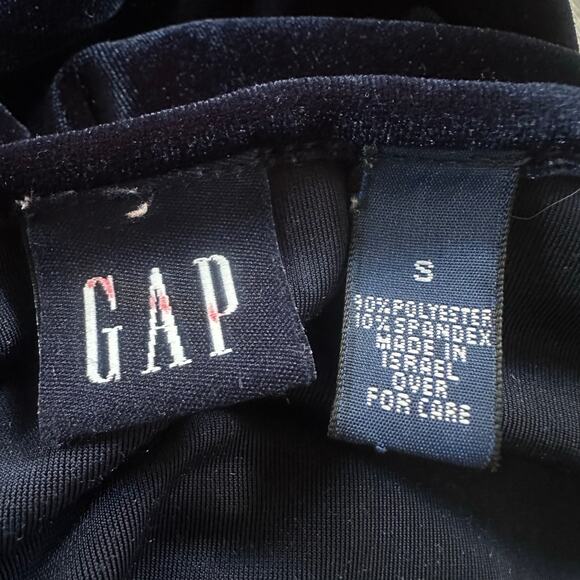 GAP
S
90% POLYESTER
10% SPANDEX
MADE IN
ISRAEL
OVER
FOR CARE